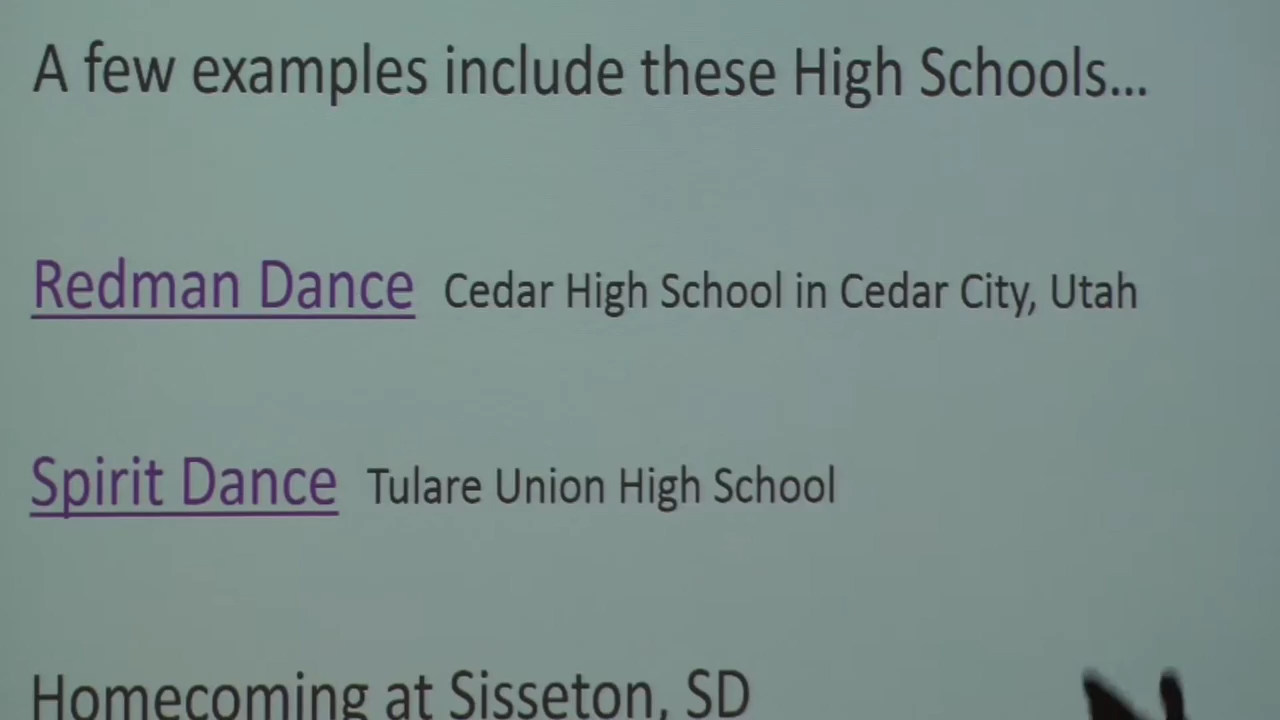 A few examples include these High Schools...
Redman Dance Cedar High School in Cedar City, Utah
Spirit Dance Tulare Union High School
Homecoming at Sisseton, SD